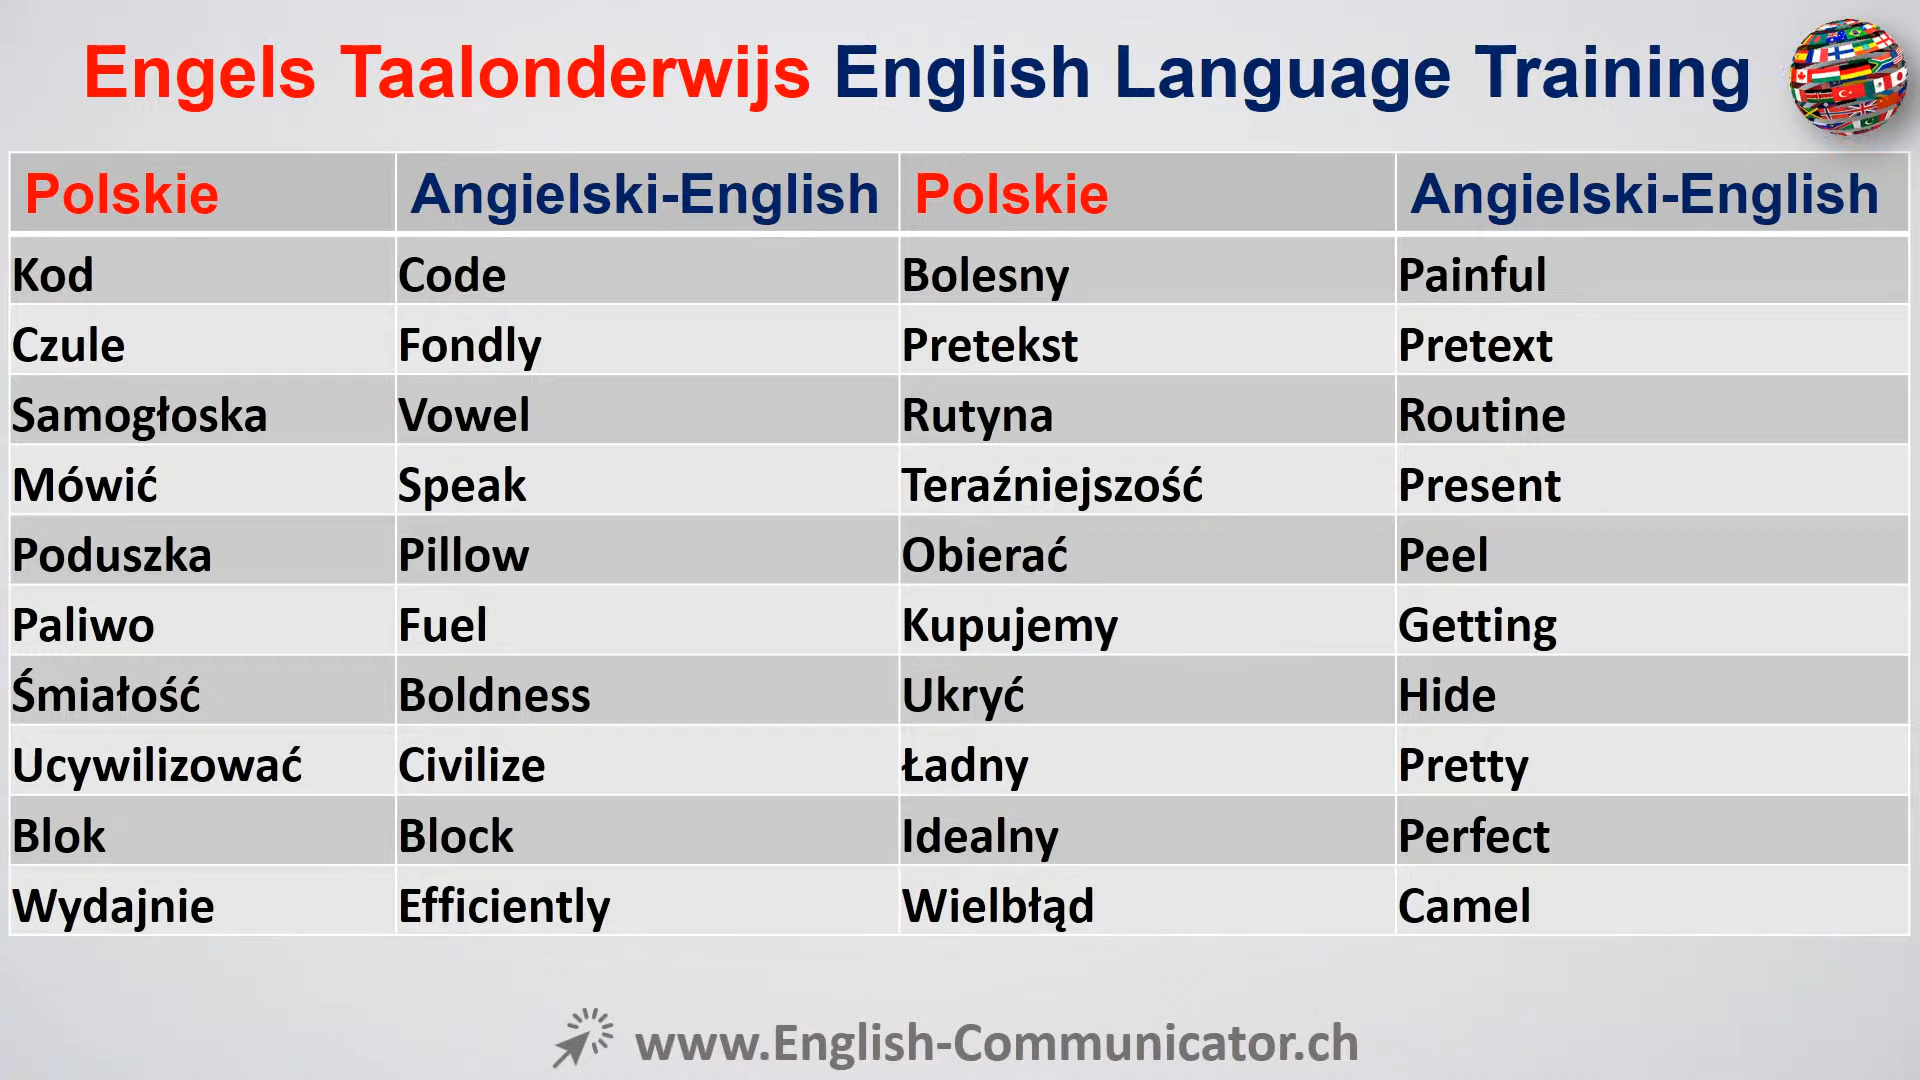 Engels Taalonderwijs English Language Training
Polskie Angielski-English Polskie Angielski-English
Kod Code Bolesny Painful
Czule Fondly Pretekst Pretext
Samogłoska Vowel Rutyna Routine
Mówić Speak Teraźniejszość Present
Poduszka Pillow Obierać Peel
Paliwo Fuel Kupujemy Getting
Śmiałość Boldness Ukryć Hide
Ucywilizować Civilize Ładny Pretty
Blok Block Idealny Perfect
Wydajnie Efficiently Wielbłąd Camel
www.English-Communicator.ch